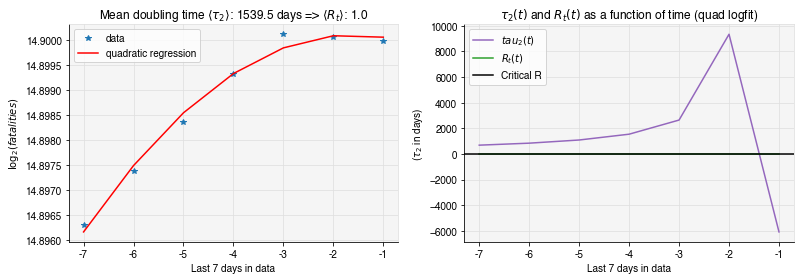 Mean doubling time ⟨τ₂⟩: 1539.5 days => ⟨Rₜ⟩: 1.0
14.9000
14.8995
14.8990
14.8985
14.8980
14.8975
14.8970
14.8965
14.8960
log₂(fatalities)
data
quadratic regression
-7 -6 -5 -4 -3 -2 -1
Last 7 days in data
τ₂(t) and Rₜ(t) as a function of time (quad logfit)
10000
8000
6000
4000
2000
0
−2000
−4000
−6000
(τ₂ in days)
tau₂(t)
Rₜ(t)
Critical R
-7 -6 -5 -4 -3 -2 -1
Last 7 days in data